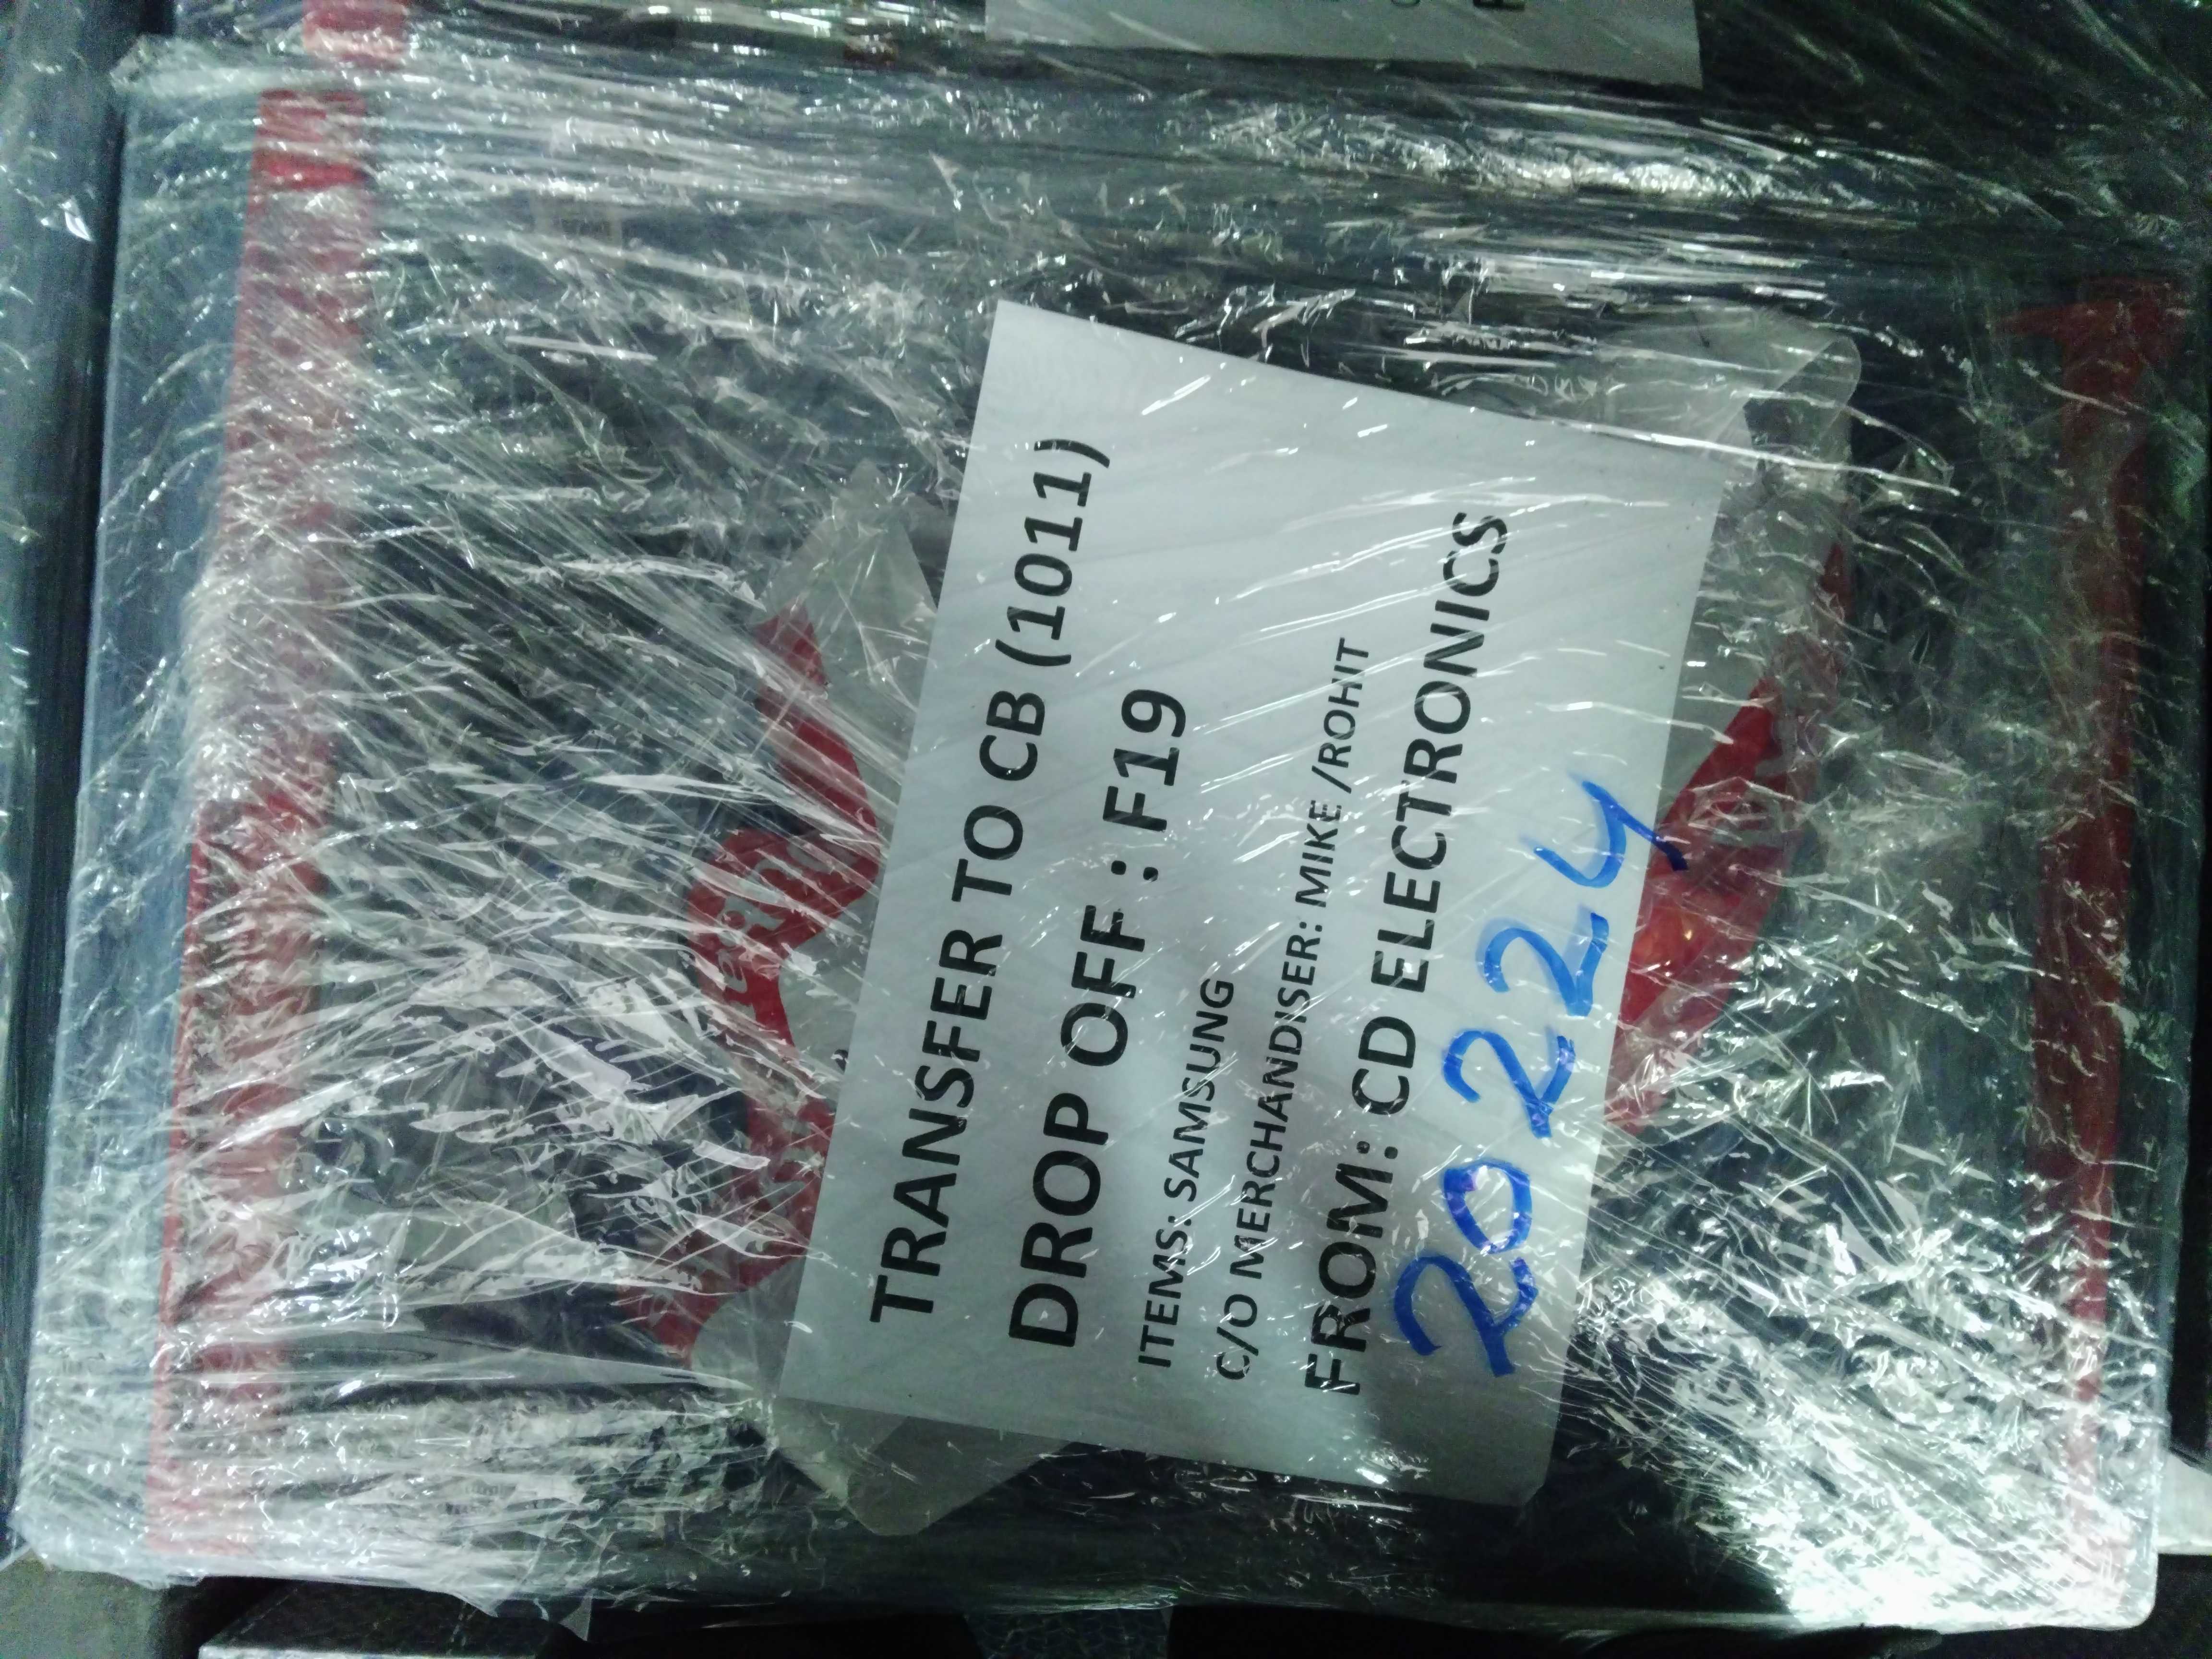 TRANSFER TO CB (1011)
DROP OFF : F19
ITEMS: SAMSUNG
C/O MERCHANDISER: MIKE /ROHIT
FROM: CD ELECTRONICS
20224